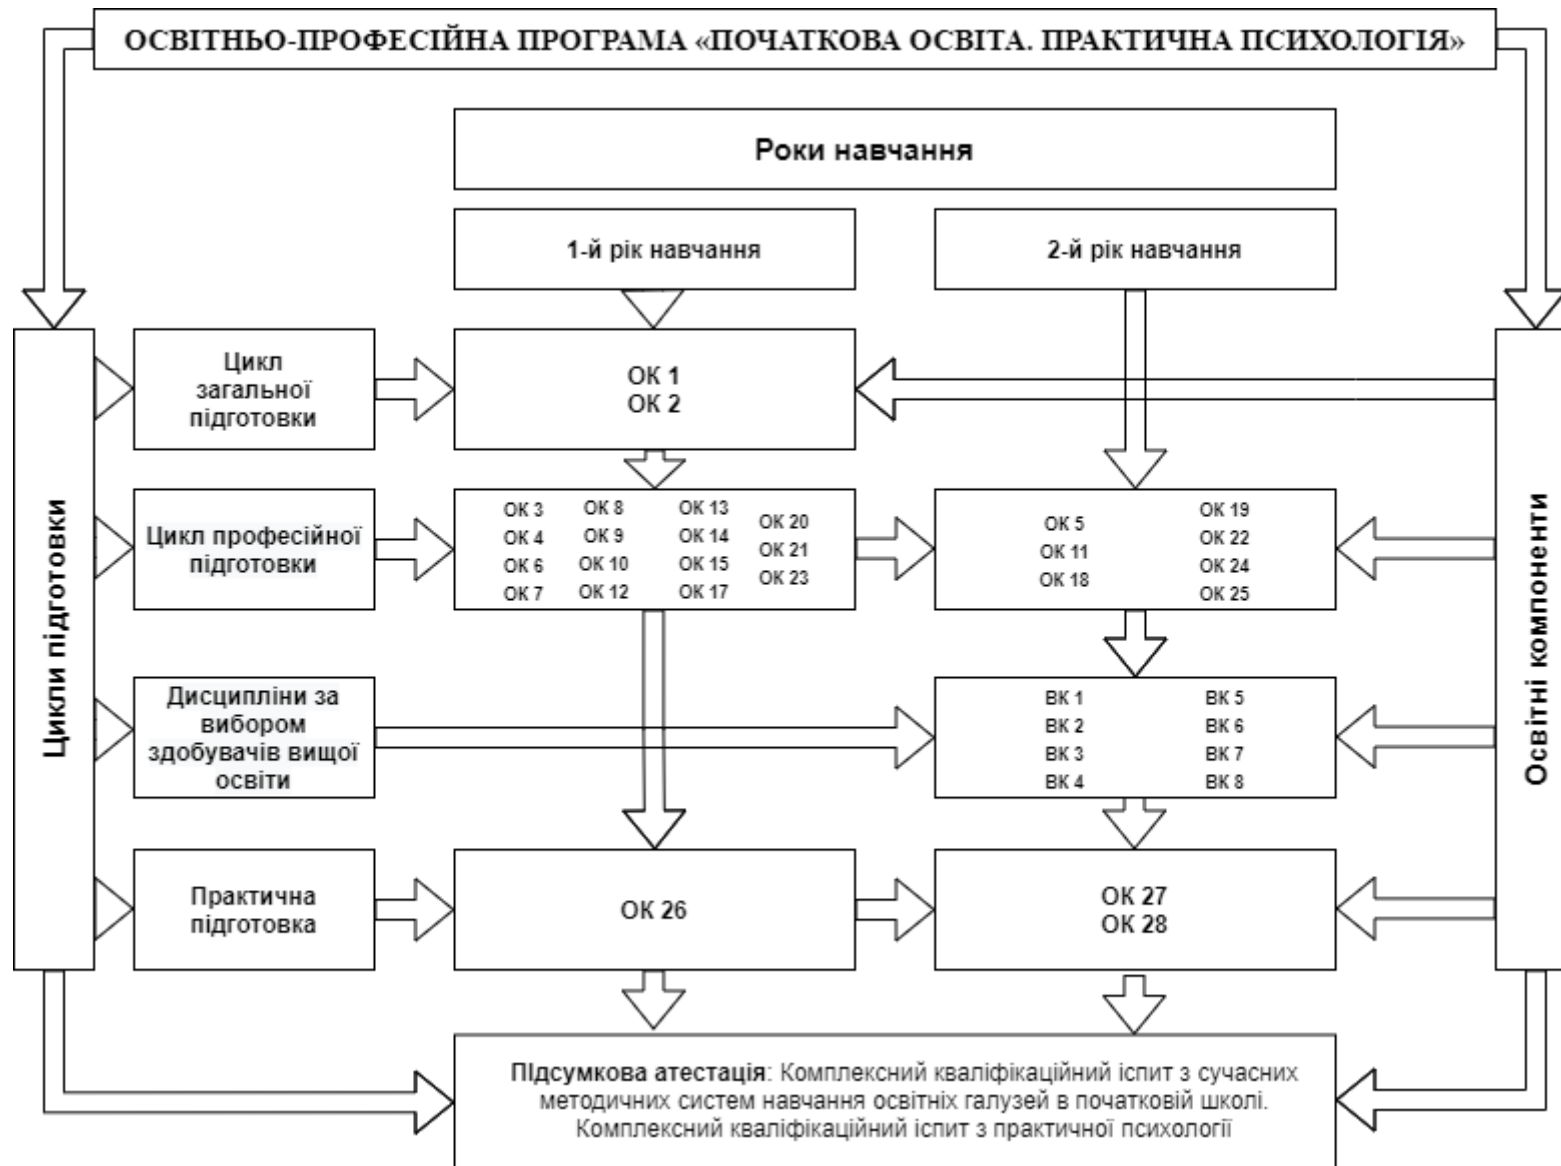 ОСВІТНЬО-ПРОФЕСІЙНА ПРОГРАМА «ПОЧАТКОВА ОСВІТА. ПРАКТИЧНА ПСИХОЛОГІЯ»
Роки навчання
1-й рік навчання
2-й рік навчання
Цикли підготовки
Цикл
загальної
підготовки
ОК 1
ОК 2
Цикл професійної
підготовки
ОК 3
ОК 4
ОК 6
ОК 7
ОК 8
ОК 9
ОК 10
ОК 12
ОК 13
ОК 14
ОК 15
ОК 17
ОК 20
ОК 21
ОК 23
ОК 5
ОК 11
ОК 18
ОК 19
ОК 22
ОК 24
ОК 25
Дисципліни за
вибором
здобувачів вищої
освіти
ВК 1
ВК 2
ВК 3
ВК 4
ВК 5
ВК 6
ВК 7
ВК 8
Практична
підготовка
ОК 26
ОК 27
ОК 28
Освітні компоненти
Підсумкова атестація: Комплексний кваліфікаційний іспит з сучасних
методичних систем навчання освітніх галузей в початковій школі.
Комплексний кваліфікаційний іспит з практичної психології